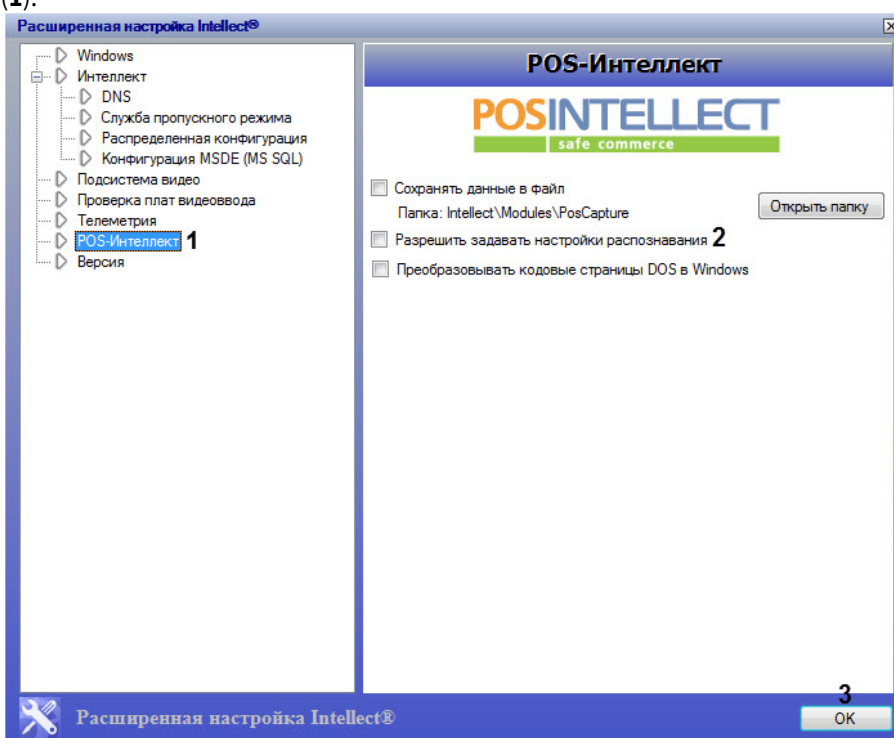 (1).
Расширенная настройка Intellect®
Windows
Интеллект
DNS
Служба пропускного режима
Распределенная конфигурация
Конфигурация MSDE (MS SQL)
Подсистема видео
Проверка плат видеоввода
Телеметрия
POS-Интеллект 1
Версия
POS-Интеллект
POSINTELLECT
safe commerce
Сохранять данные в файл
Папка: Intellect\Modules\PosCapture
Открыть папку
Разрешить задавать настройки распознавания 2
Преобразовывать кодовые страницы DOS в Windows
Расширенная настройка Intellect®
3
OK